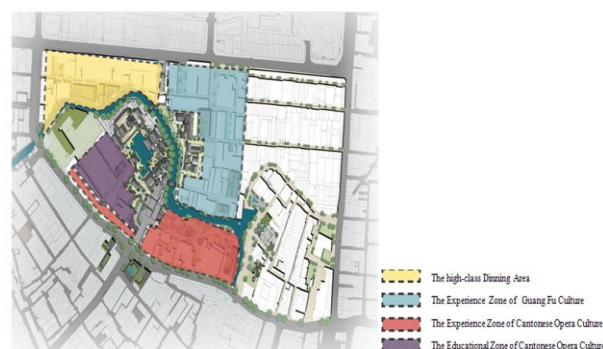 The high-class Dinning Area
The Experience Zone of Guang Fu Culture
The Experience Zone of Cantonese Opera Culture
The Educational Zone of Cantonese Opera Culture